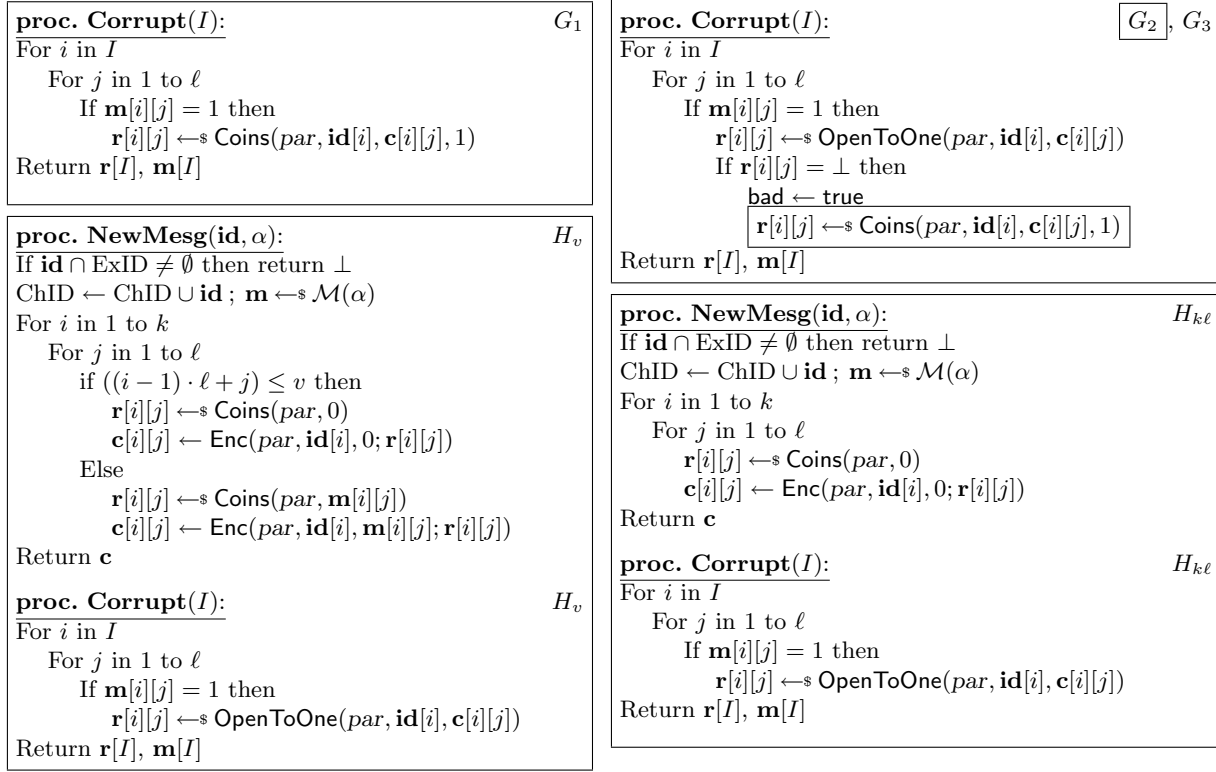 proc. Corrupt(I): G₁
For i in I
For j in 1 to ℓ
If m[i][j] = 1 then
r[i][j] ←$ Coins(par, id[i], c[i][j], 1)
Return r[I], m[I]
proc. NewMesg(id, α): H_v
If id ∩ ExID ≠ ∅ then return ⊥
ChID ← ChID ∪ id ; m ←$ M(α)
For i in 1 to k
For j in 1 to ℓ
if ((i − 1) · ℓ + j) ≤ v then
r[i][j] ←$ Coins(par, 0)
c[i][j] ← Enc(par, id[i], 0; r[i][j])
Else
r[i][j] ←$ Coins(par, m[i][j])
c[i][j] ← Enc(par, id[i], m[i][j]; r[i][j])
Return c
proc. Corrupt(I): H_v
For i in I
For j in 1 to ℓ
If m[i][j] = 1 then
r[i][j] ←$ OpenToOne(par, id[i], c[i][j])
Return r[I], m[I]
proc. Corrupt(I): G₂, G₃
For i in I
For j in 1 to ℓ
If m[i][j] = 1 then
r[i][j] ←$ OpenToOne(par, id[i], c[i][j])
If r[i][j] = ⊥ then
bad ← true
r[i][j] ←$ Coins(par, id[i], c[i][j], 1)
Return r[I], m[I]
proc. NewMesg(id, α): H_{kℓ}
If id ∩ ExID ≠ ∅ then return ⊥
ChID ← ChID ∪ id ; m ←$ M(α)
For i in 1 to k
For j in 1 to ℓ
r[i][j] ←$ Coins(par, 0)
c[i][j] ← Enc(par, id[i], 0; r[i][j])
Return c
proc. Corrupt(I): H_{kℓ}
For i in I
For j in 1 to ℓ
If m[i][j] = 1 then
r[i][j] ←$ OpenToOne(par, id[i], c[i][j])
Return r[I], m[I]